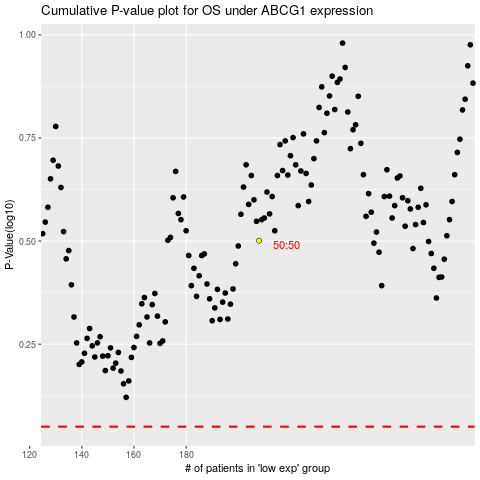 Cumulative P-value plot for OS under ABCG1 expression
P-Value(log10)
1.00
0.75
0.50
0.25
50:50
120 140 160 180
# of patients in 'low exp' group